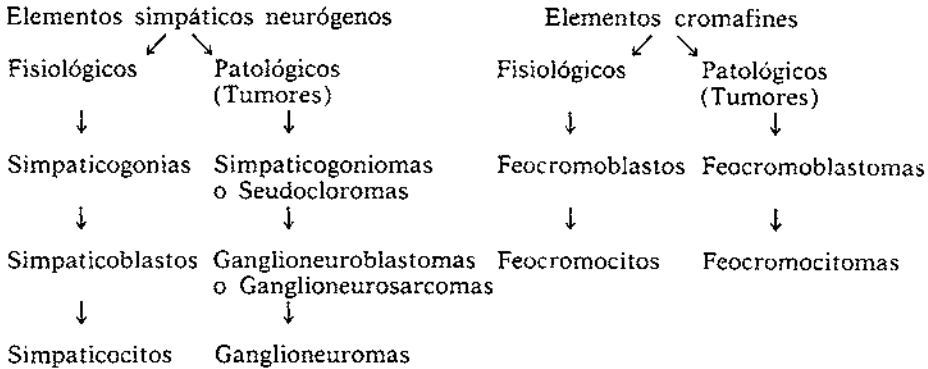 Elementos simpáticos neurógenos Elementos cromafines
↙ ↘ ↙ ↘
Fisiológicos Patológicos Fisiológicos Patológicos
(Tumores) (Tumores)
↓ ↓ ↓ ↓
Simpaticogonias Simpaticogoniomas Feocromoblastos Feocromoblastomas
o Seudocloromas
↓ ↓ ↓ ↓
Simpaticoblastos Ganglioneuroblastomas Feocromocitos Feocromocitomas
o Ganglioneurosarcomas
↓ ↓
Simpaticocitos Ganglioneuromas